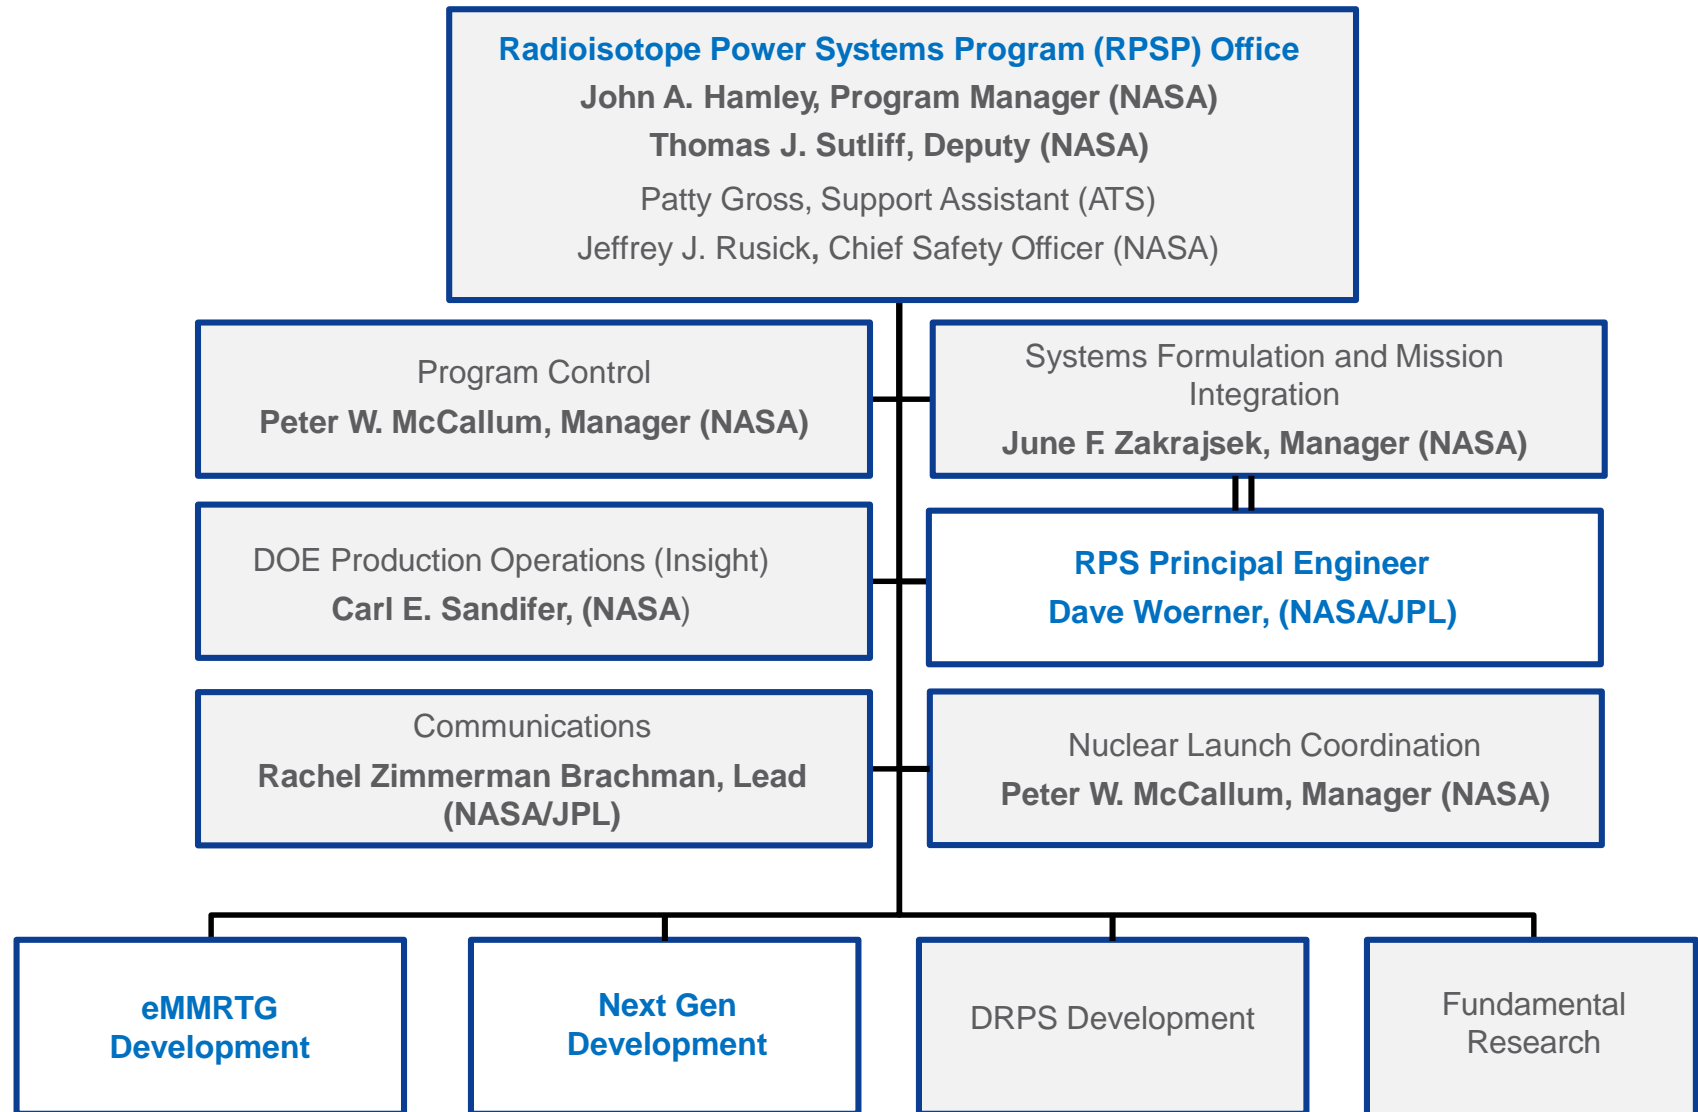 Radioisotope Power Systems Program (RPSP) Office
John A. Hamley, Program Manager (NASA)
Thomas J. Sutliff, Deputy (NASA)
Patty Gross, Support Assistant (ATS)
Jeffrey J. Rusick, Chief Safety Officer (NASA)
Program Control
Peter W. McCallum, Manager (NASA)
Systems Formulation and Mission
Integration
June F. Zakrajsek, Manager (NASA)
DOE Production Operations (Insight)
Carl E. Sandifer, (NASA)
RPS Principal Engineer
Dave Woerner, (NASA/JPL)
Communications
Rachel Zimmerman Brachman, Lead
(NASA/JPL)
Nuclear Launch Coordination
Peter W. McCallum, Manager (NASA)
eMMRTG
Development
Next Gen
Development
DRPS Development
Fundamental
Research